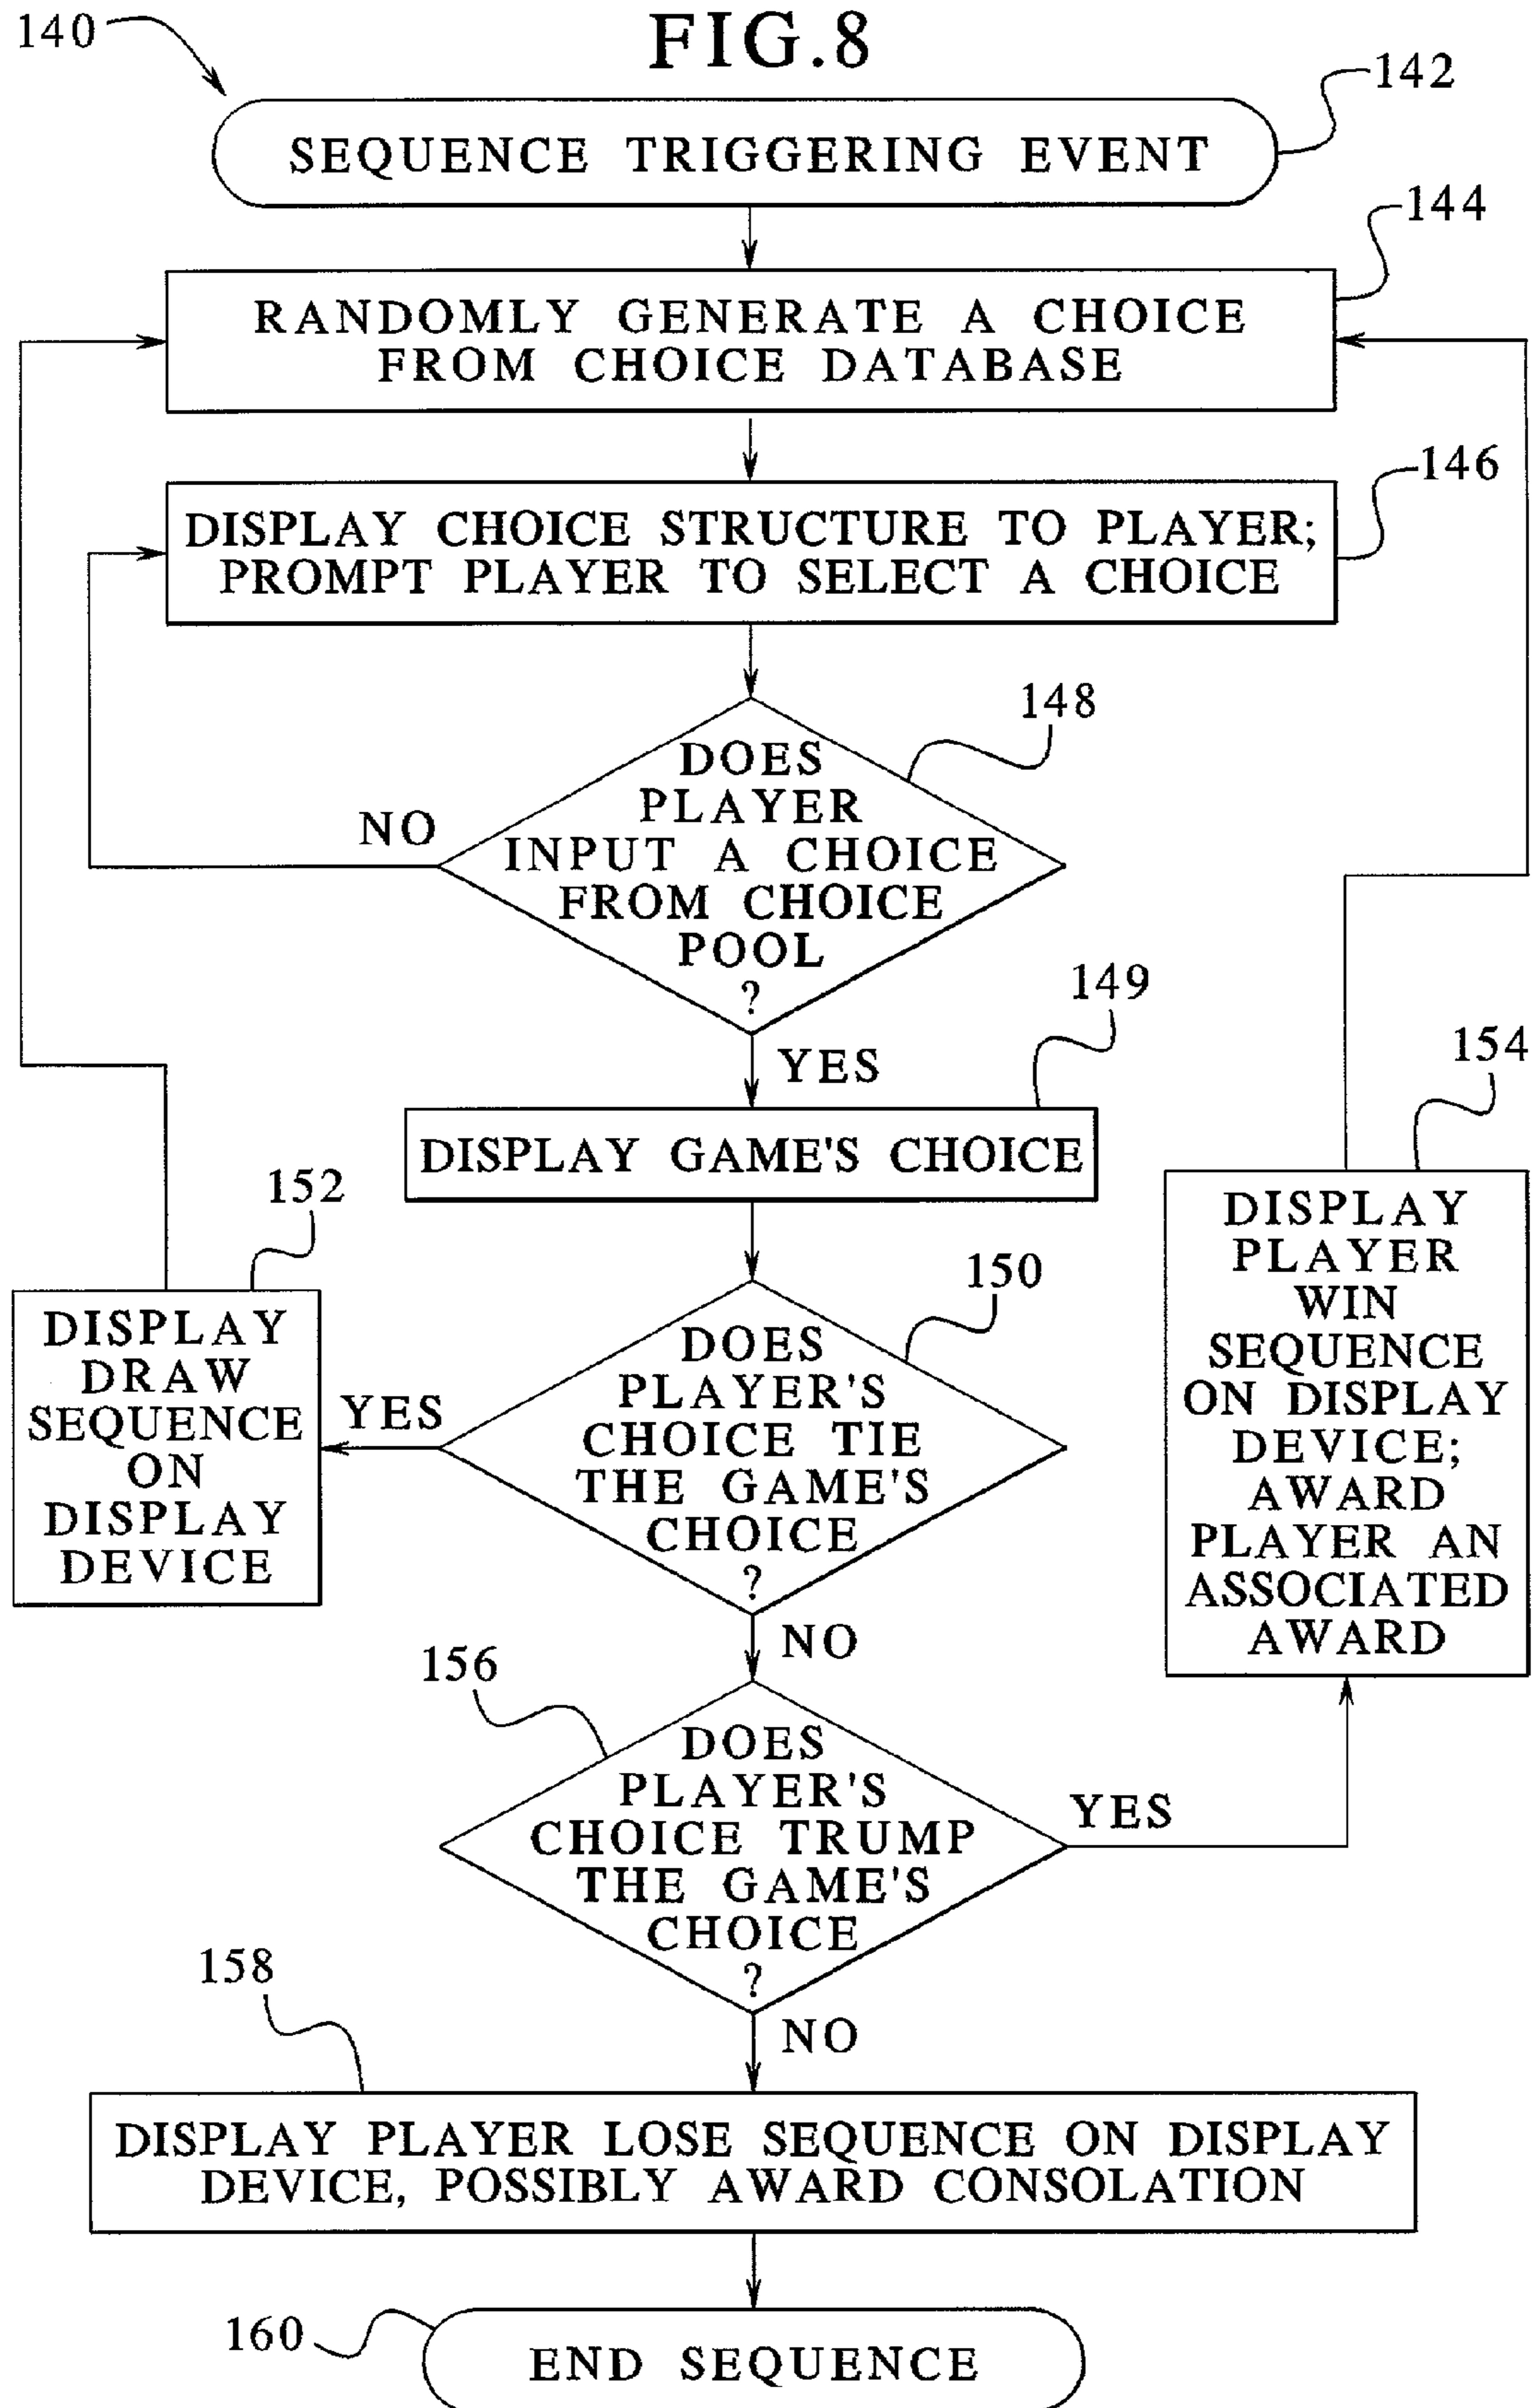 FIG.8
140
142
SEQUENCE TRIGGERING EVENT
144
RANDOMLY GENERATE A CHOICE
FROM CHOICE DATABASE
146
DISPLAY CHOICE STRUCTURE TO PLAYER;
PROMPT PLAYER TO SELECT A CHOICE
148
DOES
PLAYER
INPUT A CHOICE
FROM CHOICE
POOL
?
NO
YES
149
DISPLAY GAME'S CHOICE
152
DISPLAY
DRAW
SEQUENCE
ON
DISPLAY
DEVICE
YES
150
DOES
PLAYER'S
CHOICE TIE
THE GAME'S
CHOICE
?
NO
154
DISPLAY
PLAYER
WIN
SEQUENCE
ON DISPLAY
DEVICE;
AWARD
PLAYER AN
ASSOCIATED
AWARD
156
DOES
PLAYER'S
CHOICE TRUMP
THE GAME'S
CHOICE
?
YES
NO
158
DISPLAY PLAYER LOSE SEQUENCE ON DISPLAY
DEVICE, POSSIBLY AWARD CONSOLATION
160
END SEQUENCE